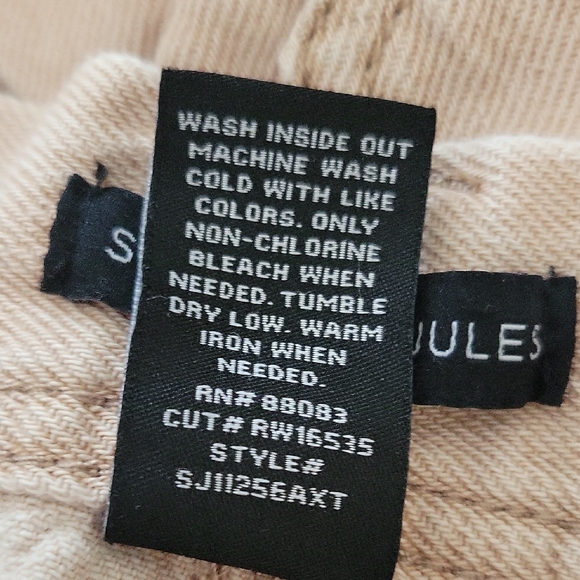 WASH INSIDE OUT
MACHINE WASH
COLD WITH LIKE
COLORS. ONLY
NON-CHLORINE
BLEACH WHEN
NEEDED. TUMBLE
DRY LOW. WARM
IRON WHEN
NEEDED.
RN# 88083
CUT# RW16535
STYLE#
SJ11256AXT
S
JULES